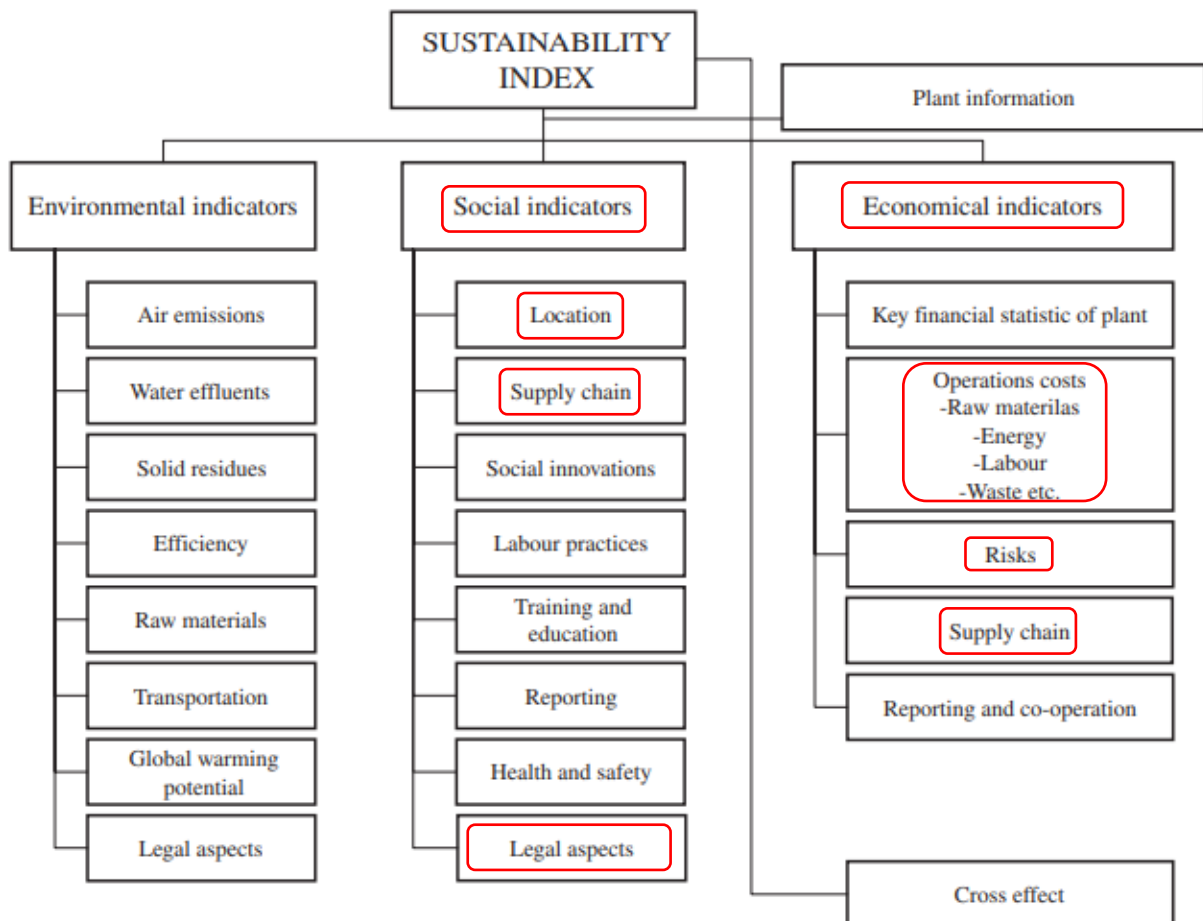 SUSTAINABILITY
INDEX
Plant information
Environmental indicators
Air emissions
Water effluents
Solid residues
Efficiency
Raw materials
Transportation
Global warming
potential
Legal aspects
Social indicators
Location
Supply chain
Social innovations
Labour practices
Training and
education
Reporting
Health and safety
Legal aspects
Economical indicators
Key financial statistic of plant
Operations costs
-Raw materilas
-Energy
-Labour
-Waste etc.
Risks
Supply chain
Reporting and co-operation
Cross effect